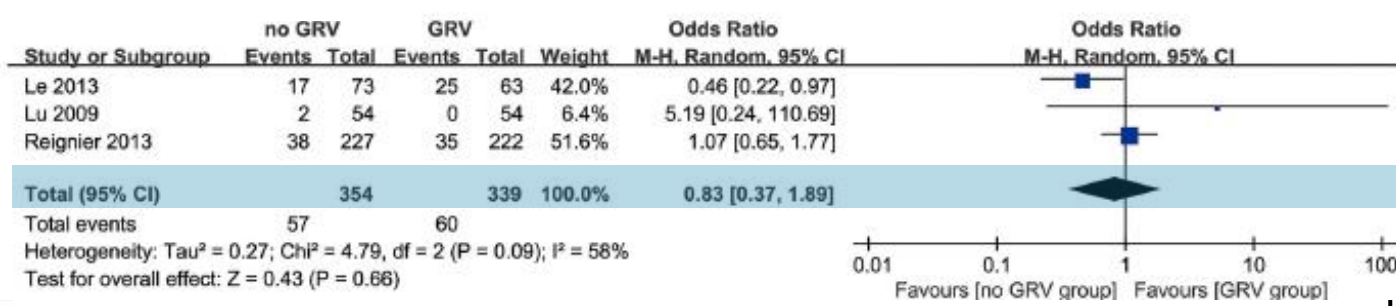 no GRV GRV Odds Ratio Odds Ratio
Study or Subgroup Events Total Events Total Weight M-H, Random, 95% CI M-H, Random, 95% CI
Le 2013 17 73 25 63 42.0% 0.46 [0.22, 0.97]
Lu 2009 2 54 0 54 6.4% 5.19 [0.24, 110.69]
Reignier 2013 38 227 35 222 51.6% 1.07 [0.65, 1.77]
Total (95% CI) 354 339 100.0% 0.83 [0.37, 1.89]
Total events 57 60
Heterogeneity: Tau² = 0.27; Chi² = 4.79, df = 2 (P = 0.09); I² = 58%
Test for overall effect: Z = 0.43 (P = 0.66)
0.01 0.1 1 10 100
Favours [no GRV group] Favours [GRV group]